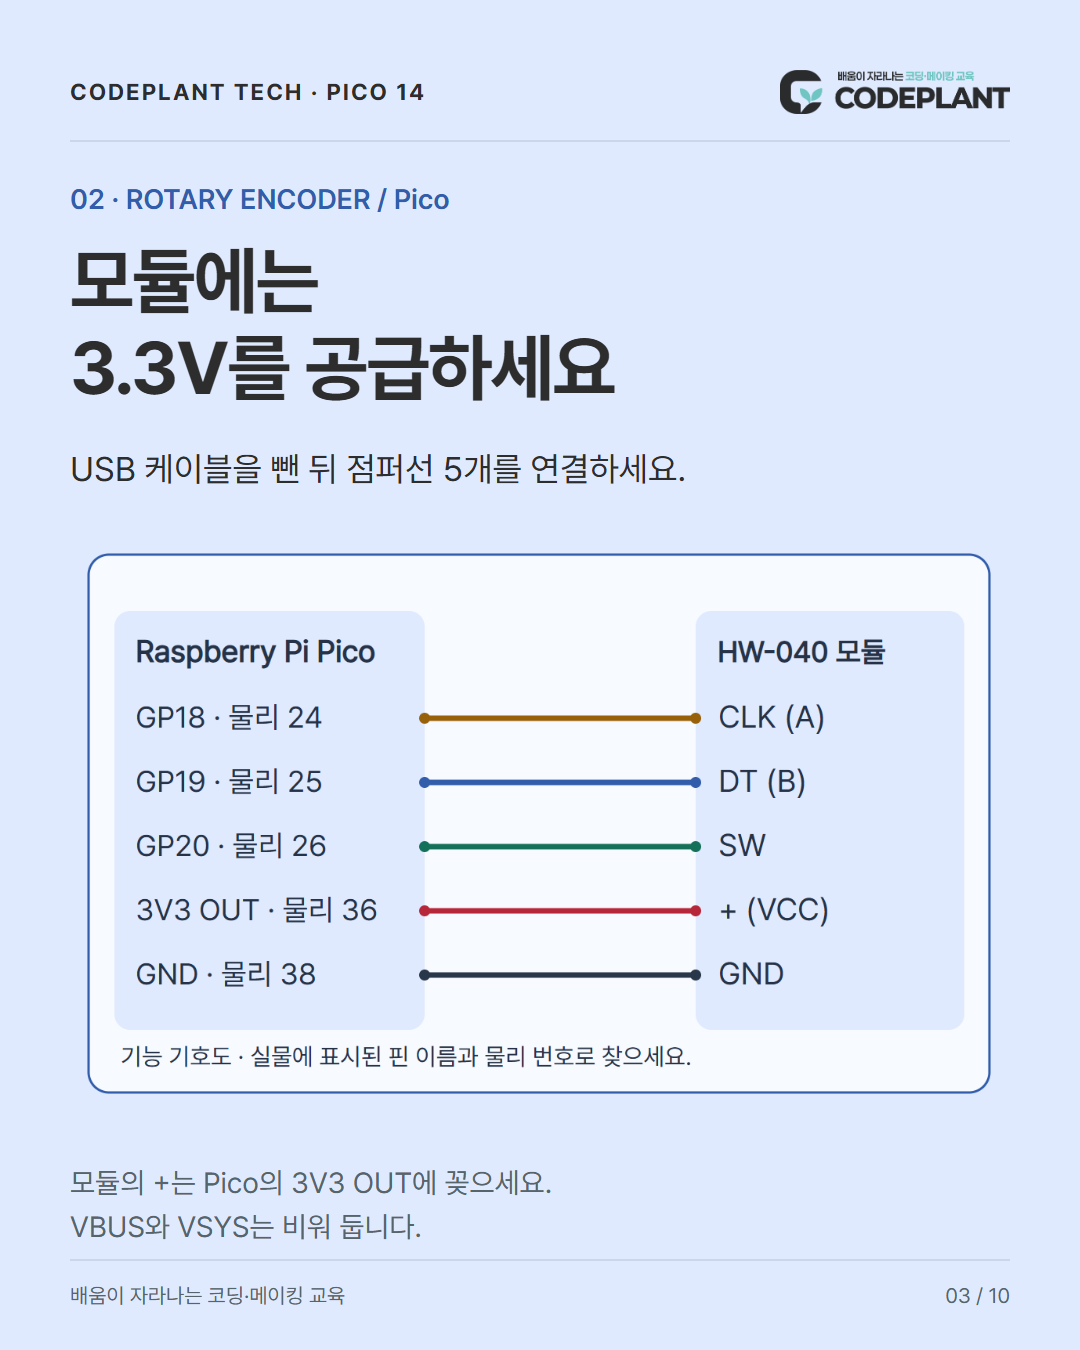 CODEPLANT TECH · PICO 14
배움이 자라나는 코딩·메이킹 교육
CODEPLANT
02 · ROTARY ENCODER / Pico
모듈에는
3.3V를 공급하세요
USB 케이블을 뺀 뒤 점퍼선 5개를 연결하세요.
Raspberry Pi Pico
HW-040 모듈
GP18 · 물리 24
CLK (A)
GP19 · 물리 25
DT (B)
GP20 · 물리 26
SW
3V3 OUT · 물리 36
+ (VCC)
GND · 물리 38
GND
기능 기호도 · 실물에 표시된 핀 이름과 물리 번호로 찾으세요.
모듈의 +는 Pico의 3V3 OUT에 꽂으세요.
VBUS와 VSYS는 비워 둡니다.
배움이 자라나는 코딩·메이킹 교육
03 / 10